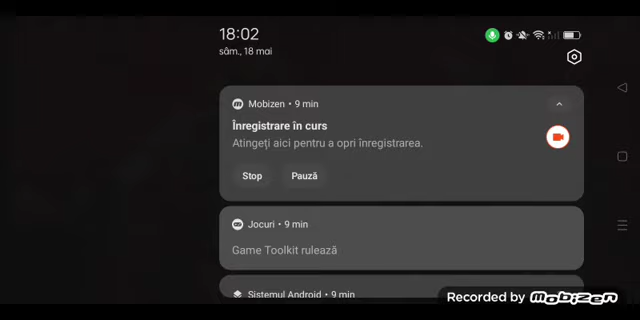 18:02
sâm., 18 mai
Mobizen • 9 min
Înregistrare în curs
Atingeți aici pentru a opri înregistrarea.
Stop
Pauză
Jocuri • 9 min
Game Toolkit rulează
Sistemul Android • 9 min
Recorded by Mobizen